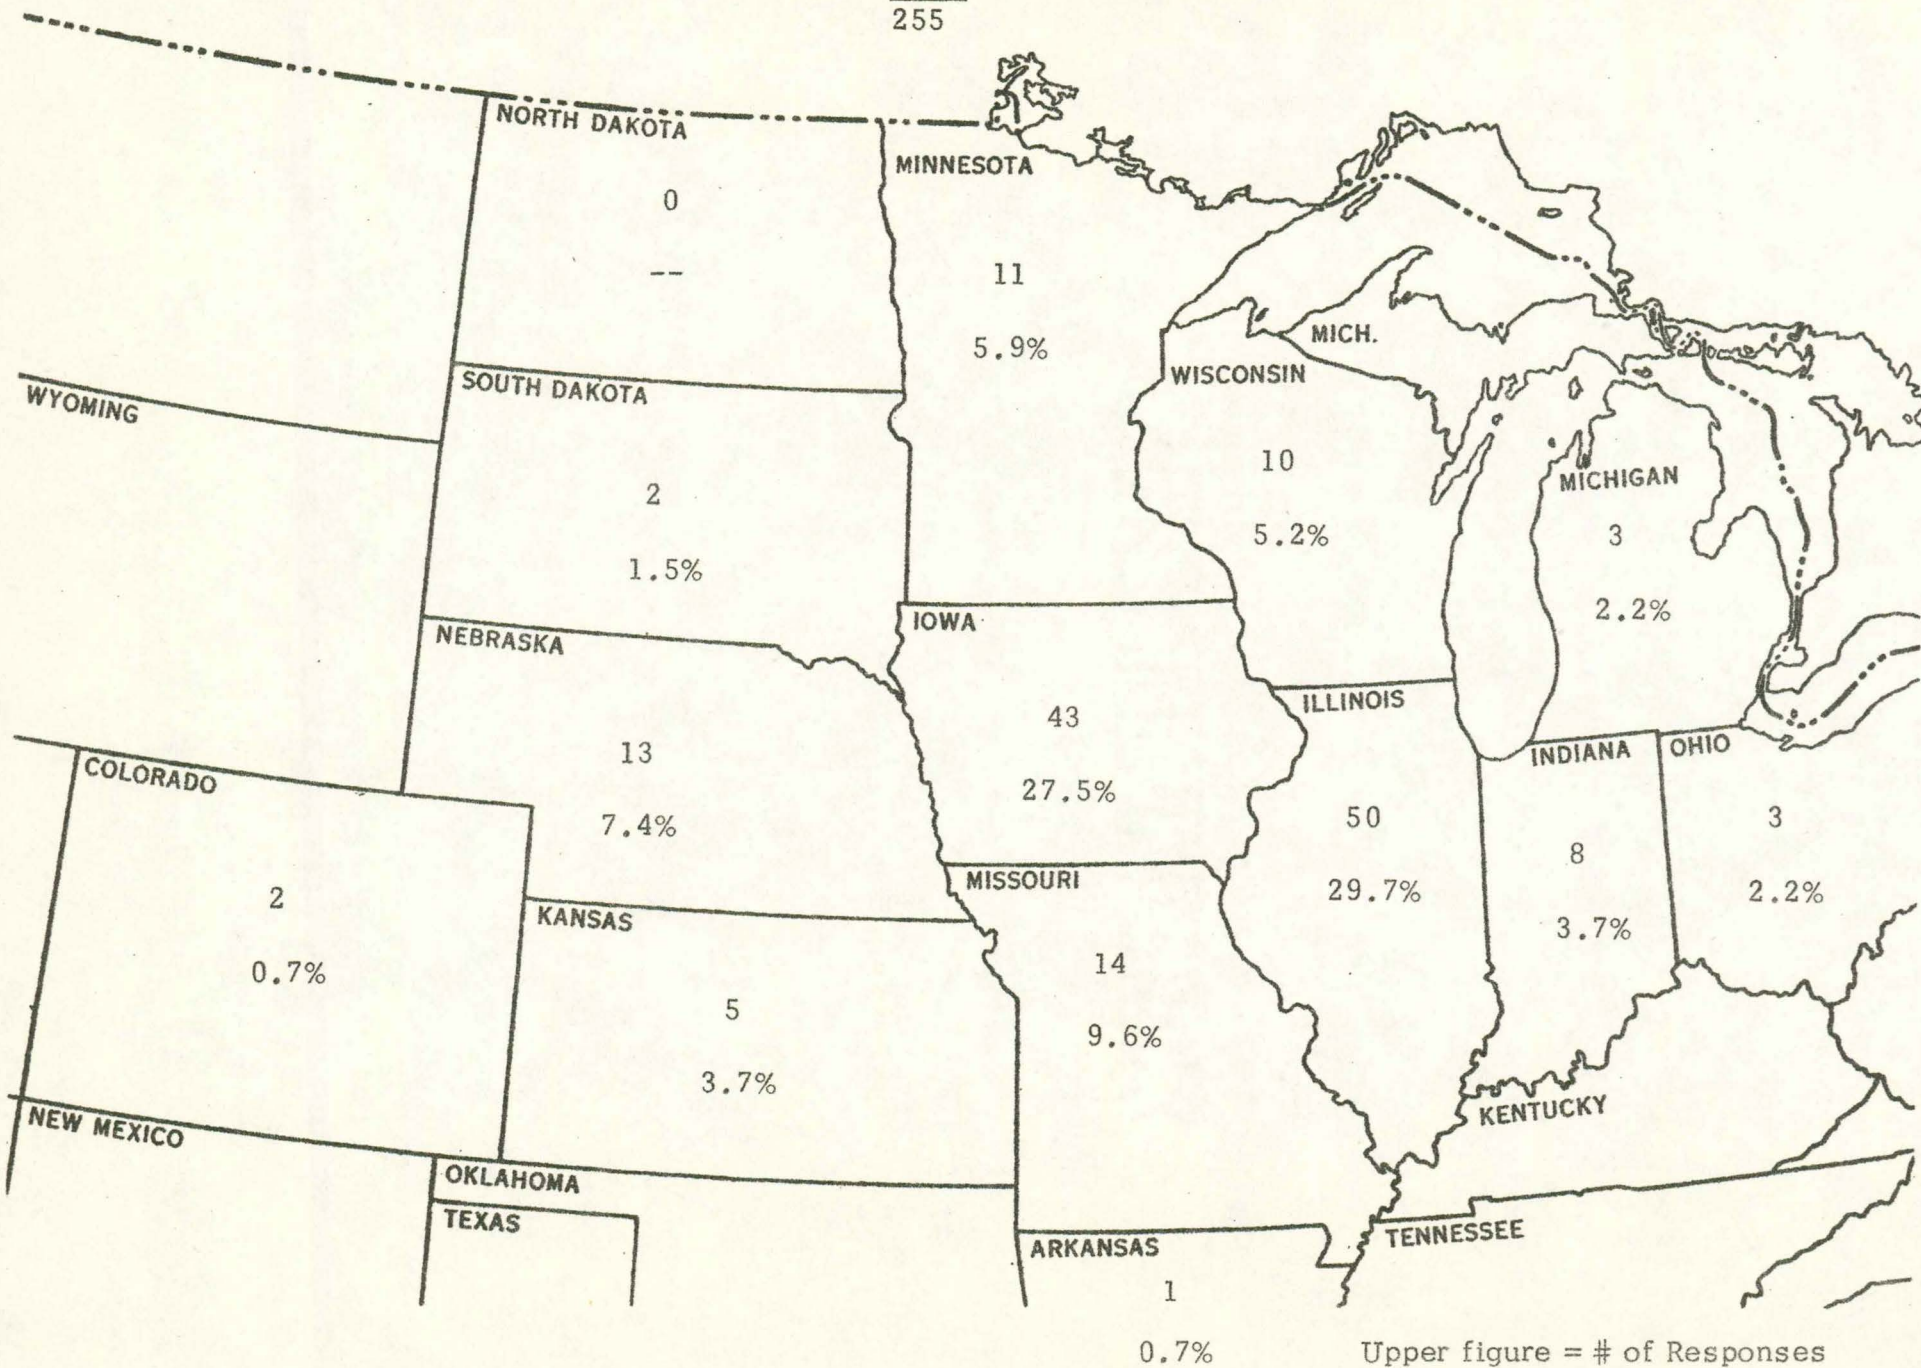 255
NORTH DAKOTA
0
--
MINNESOTA
11
5.9%
MICH.
WISCONSIN
10
5.2%
MICHIGAN
3
2.2%
WYOMING
SOUTH DAKOTA
2
1.5%
NEBRASKA
13
7.4%
IOWA
43
27.5%
ILLINOIS
50
29.7%
INDIANA
8
3.7%
OHIO
3
2.2%
COLORADO
2
0.7%
KANSAS
5
3.7%
MISSOURI
14
9.6%
KENTUCKY
NEW MEXICO
OKLAHOMA
TEXAS
ARKANSAS
1
0.7%
TENNESSEE
Upper figure = # of Responses